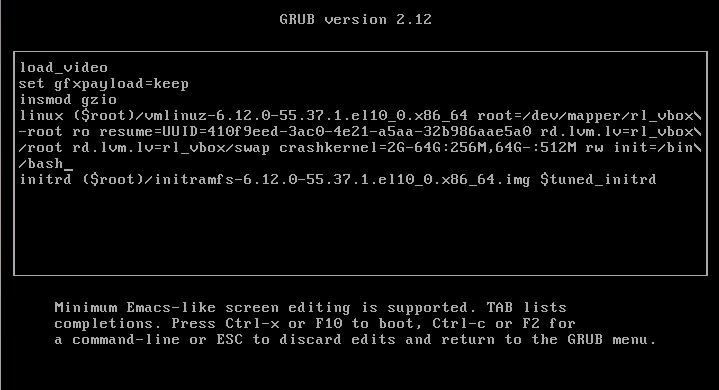 GRUB version 2.12
load_video
set gfxpayload=keep
insmod gzio
linux ($root)/vmlinuz-6.12.0-55.37.1.el10_0.x86_64 root=/dev/mapper/rl_vbox\
-root ro resume=UUID=410f9eed-3ac0-4e21-a5aa-32b986aae5a0 rd.lvm.lv=rl_vbox\
/root rd.lvm.lv=rl_vbox/swap crashkernel=2G-64G:256M,64G-:512M rw init=/bin\
/bash_
initrd ($root)/initramfs-6.12.0-55.37.1.el10_0.x86_64.img $tuned_initrd
Minimum Emacs-like screen editing is supported. TAB lists
completions. Press Ctrl-x or F10 to boot, Ctrl-c or F2 for
a command-line or ESC to discard edits and return to the GRUB menu.